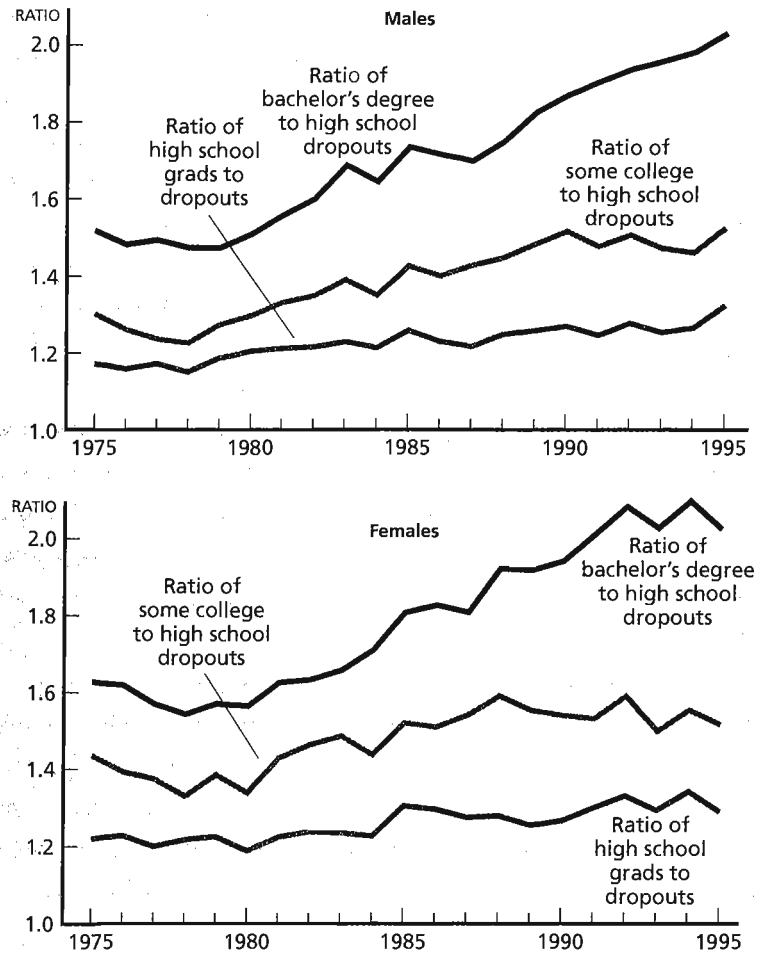 RATIO
Males
2.0
Ratio of
bachelor's degree
to high school
dropouts
1.8
Ratio of
high school
grads to
dropouts
Ratio of
some college
to high school
dropouts
1.6
1.4
1.2
1.0
1975 1980 1985 1990 1995
RATIO
Females
2.0
Ratio of
bachelor's degree
to high school
dropouts
Ratio of
some college
to high school
dropouts
1.8
1.6
1.4
1.2
Ratio of
high school
grads to
dropouts
1.0
1975 1980 1985 1990 1995